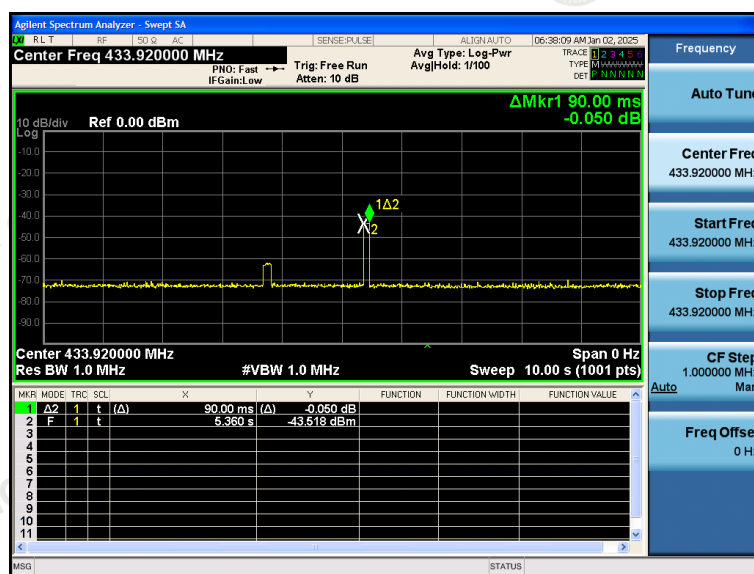 Agilent Spectrum Analyzer - Swept SA
RLT RF 50 Ω AC SENSE:PULSE ALIGN AUTO 06:38:09 AM Jan 02, 2025
Center Freq 433.920000 MHz
PNO: Fast
IFGain:Low
Trig: Free Run
Atten: 10 dB
Avg Type: Log-Pwr
Avg|Hold: 1/100
TRACE 1 2 3 4 5 6
TYPE M
DET P N N N N N
ΔMkr1 90.00 ms
-0.050 dB
10 dB/div Ref 0.00 dBm
Log
-10.0
-20.0
-30.0
-40.0
-50.0
-60.0
-70.0
-80.0
-90.0
1Δ2
X2
Center 433.920000 MHz Span 0 Hz
Res BW 1.0 MHz #VBW 1.0 MHz Sweep 10.00 s (1001 pts)
MKR MODE TRC SCL X Y FUNCTION FUNCTION WIDTH FUNCTION VALUE
1 Δ2 1 t (Δ) 90.00 ms (Δ) -0.050 dB
2 F 1 t 5.360 s -43.518 dBm
3
4
5
6
7
8
9
10
11
MSG STATUS
Frequency
Auto Tune
Center Freq
433.920000 MHz
Start Freq
433.920000 MHz
Stop Freq
433.920000 MHz
CF Step
1.000000 MHz
Auto Man
Freq Offset
0 Hz